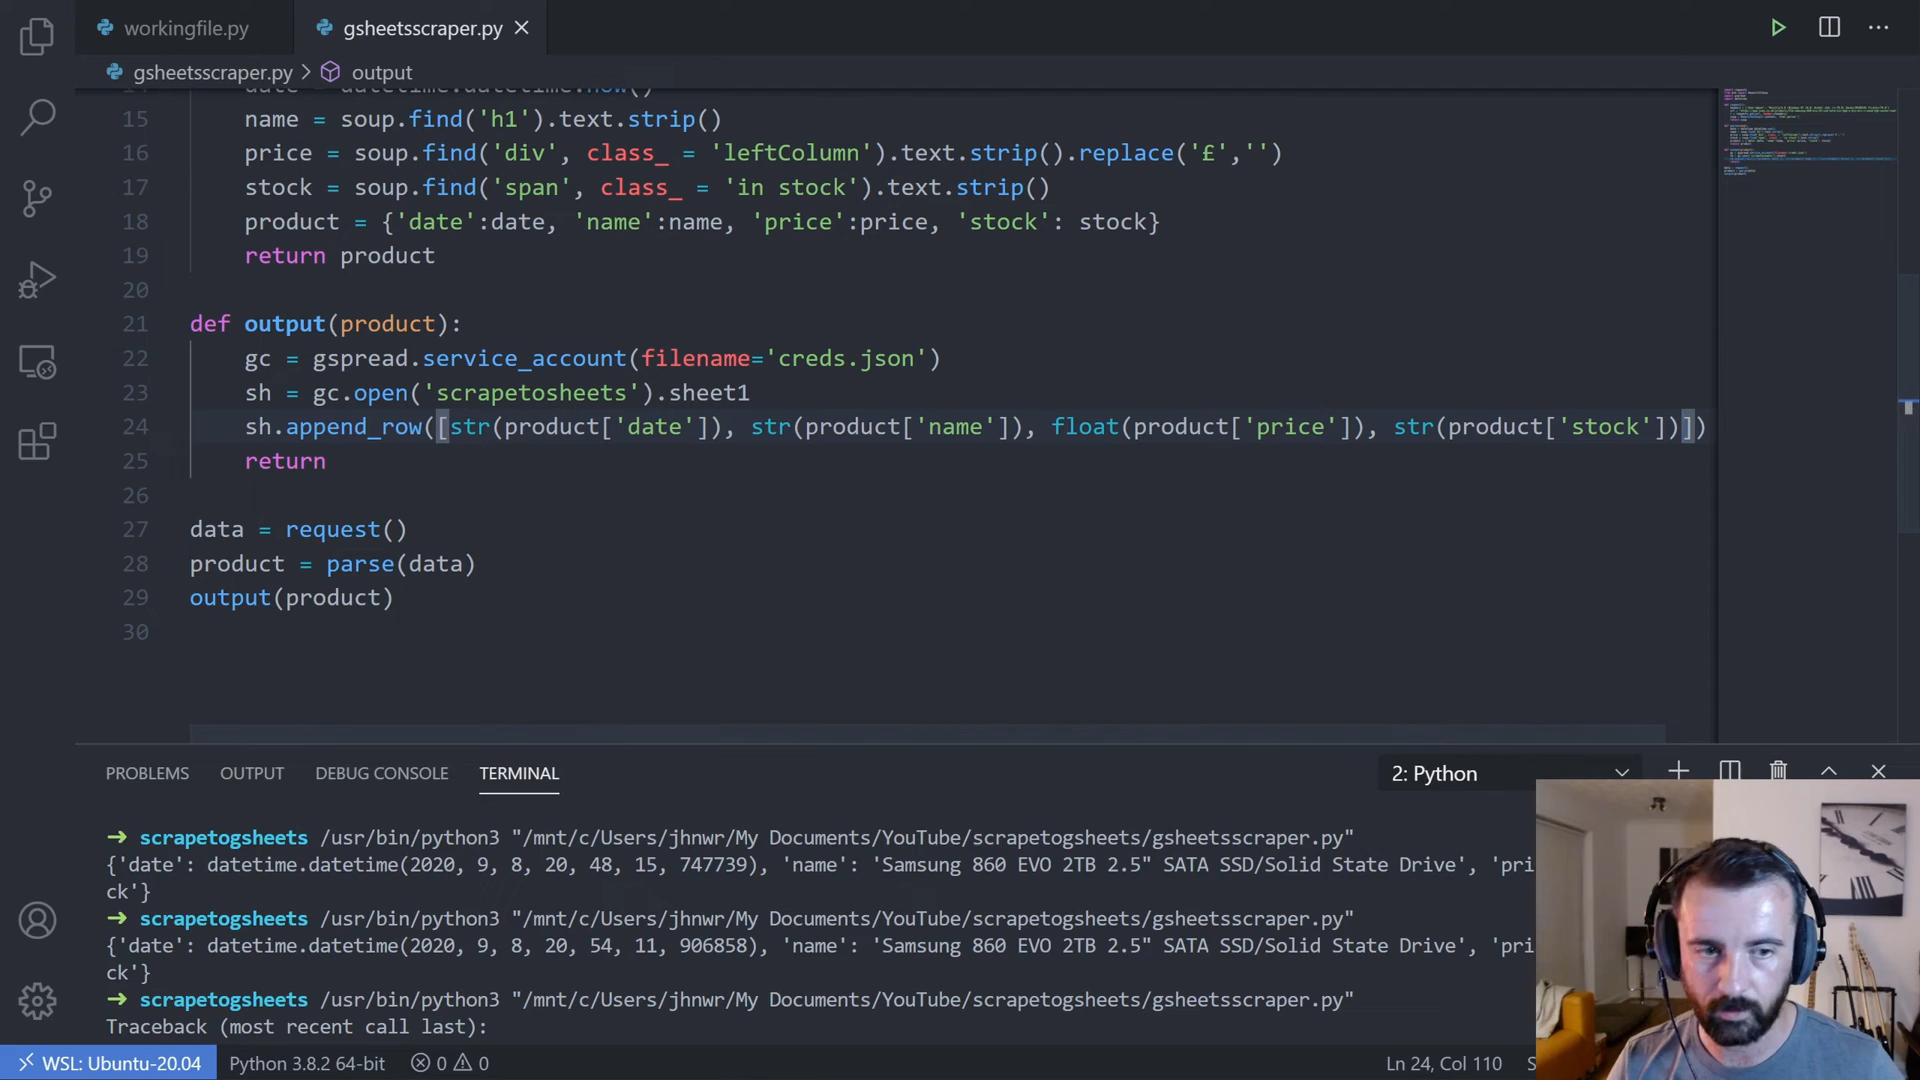 workingfile.py
gsheetsscraper.py
gsheetsscraper.py > output
date = datetime.datetime.now()
15 name = soup.find('h1').text.strip()
16 price = soup.find('div', class_ = 'leftColumn').text.strip().replace('£','')
17 stock = soup.find('span', class_ = 'in stock').text.strip()
18 product = {'date':date, 'name':name, 'price':price, 'stock': stock}
19 return product
20
21 def output(product):
22 gc = gspread.service_account(filename='creds.json')
23 sh = gc.open('scrapetosheets').sheet1
24 sh.append_row([str(product['date']), str(product['name']), float(product['price']), str(product['stock'])])
25 return
26
27 data = request()
28 product = parse(data)
29 output(product)
30
PROBLEMS OUTPUT DEBUG CONSOLE TERMINAL 2: Python
→ scrapetogsheets /usr/bin/python3 "/mnt/c/Users/jhnwr/My Documents/YouTube/scrapetogsheets/gsheetsscraper.py"
{'date': datetime.datetime(2020, 9, 8, 20, 48, 15, 747739), 'name': 'Samsung 860 EVO 2TB 2.5" SATA SSD/Solid State Drive', 'pri
ck'}
→ scrapetogsheets /usr/bin/python3 "/mnt/c/Users/jhnwr/My Documents/YouTube/scrapetogsheets/gsheetsscraper.py"
{'date': datetime.datetime(2020, 9, 8, 20, 54, 11, 906858), 'name': 'Samsung 860 EVO 2TB 2.5" SATA SSD/Solid State Drive', 'pri
ck'}
→ scrapetogsheets /usr/bin/python3 "/mnt/c/Users/jhnwr/My Documents/YouTube/scrapetogsheets/gsheetsscraper.py"
Traceback (most recent call last):
WSL: Ubuntu-20.04 Python 3.8.2 64-bit 0 0 Ln 24, Col 110